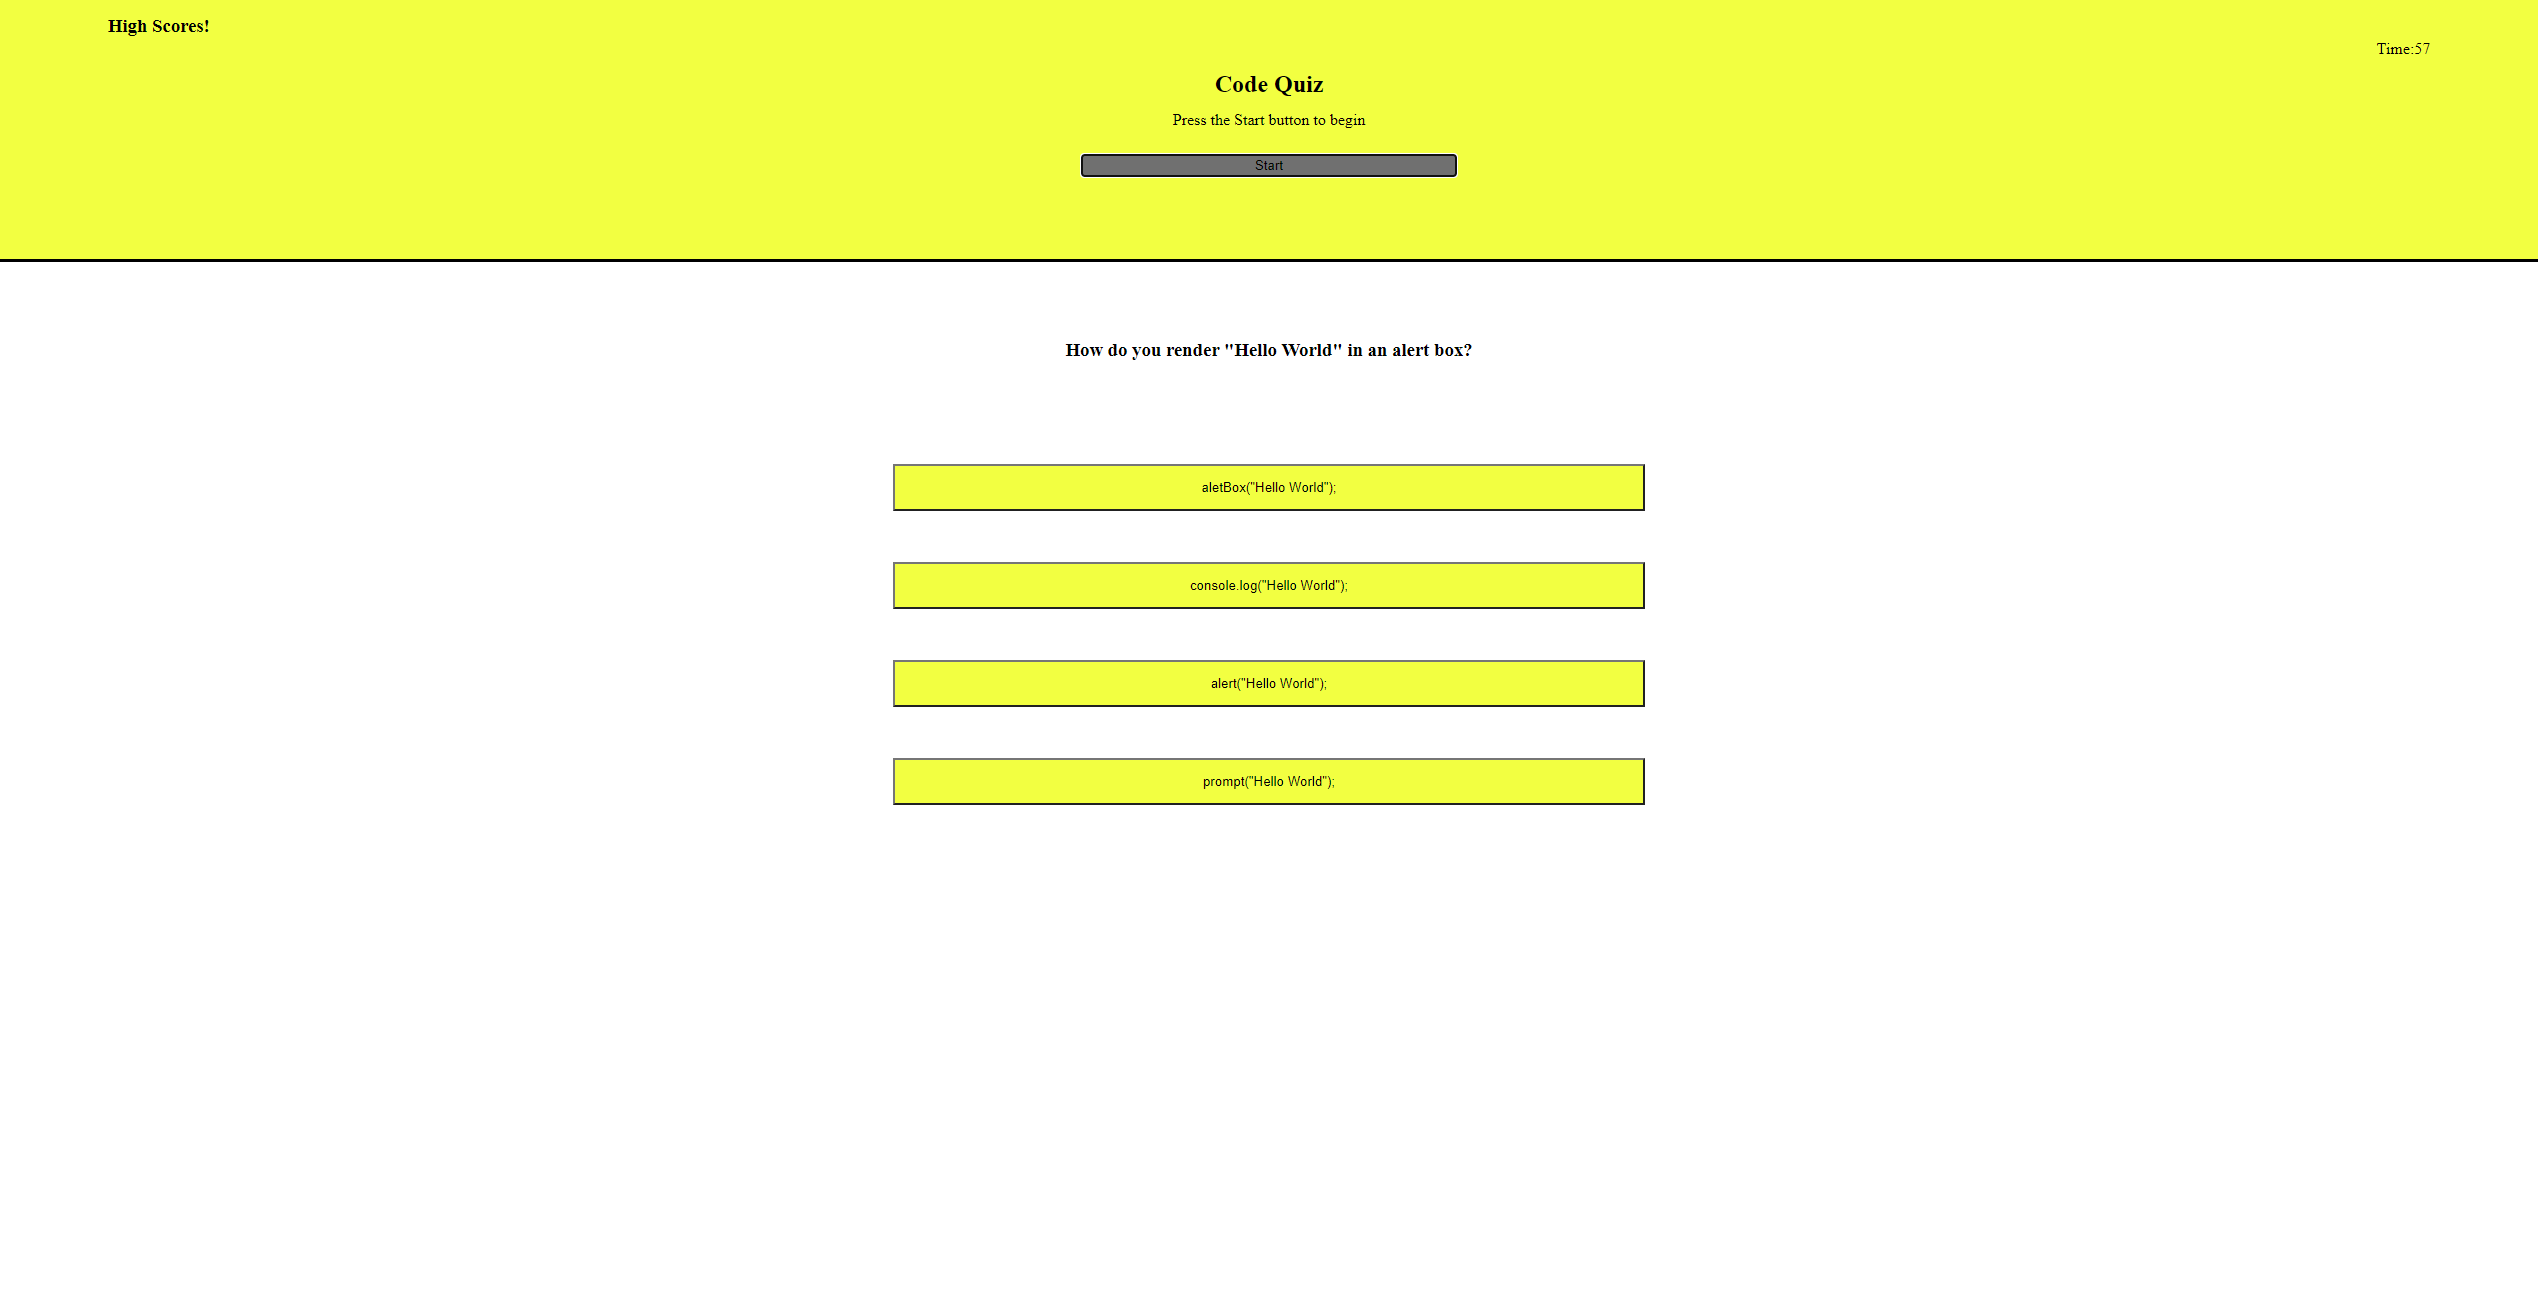 High Scores!
Time:57
Code Quiz
Press the Start button to begin
Start
How do you render "Hello World" in an alert box?
aletBox("Hello World");
console.log("Hello World");
alert("Hello World");
prompt("Hello World");